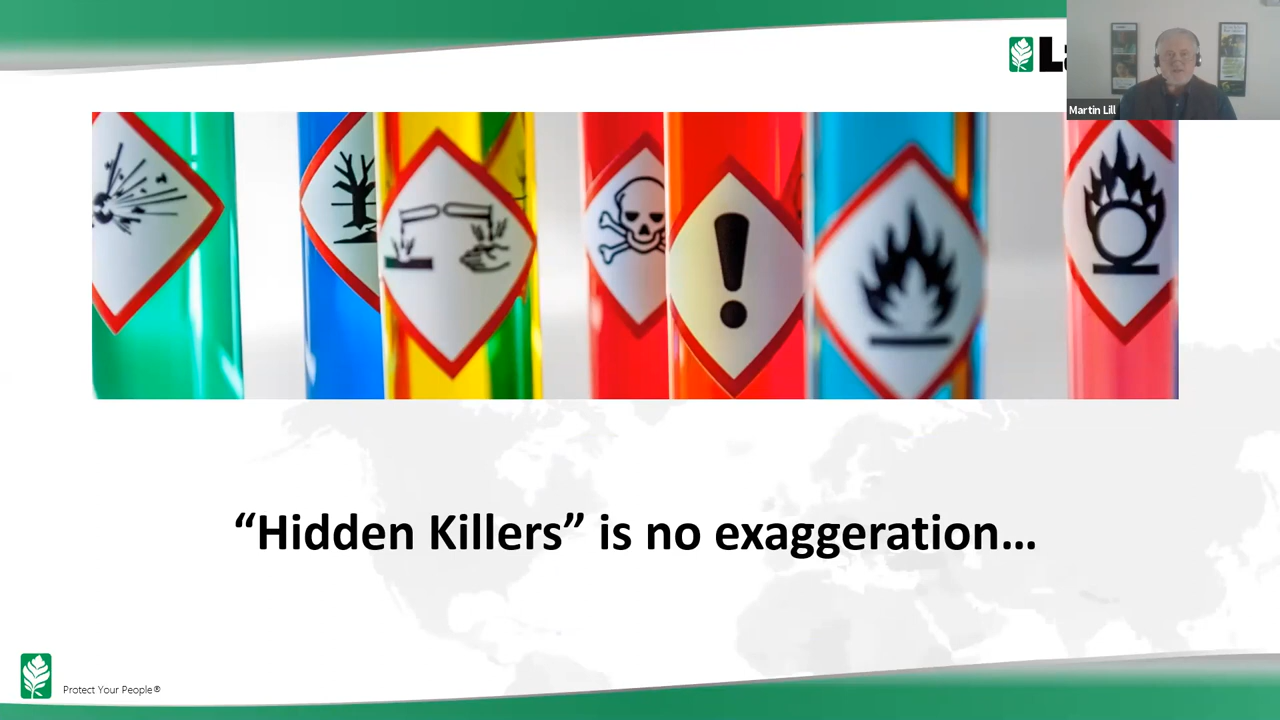 Martin Lill
“Hidden Killers” is no exaggeration...
Protect Your People®